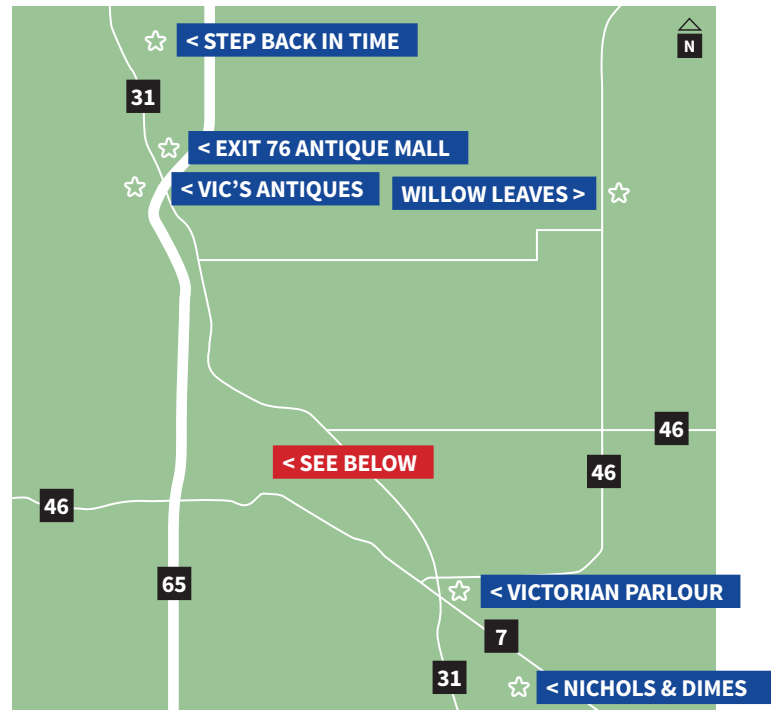 < STEP BACK IN TIME
N
31
< EXIT 76 ANTIQUE MALL
< VIC’S ANTIQUES
WILLOW LEAVES >
46
< SEE BELOW
46
46
65
< VICTORIAN PARLOUR
7
31
< NICHOLS & DIMES